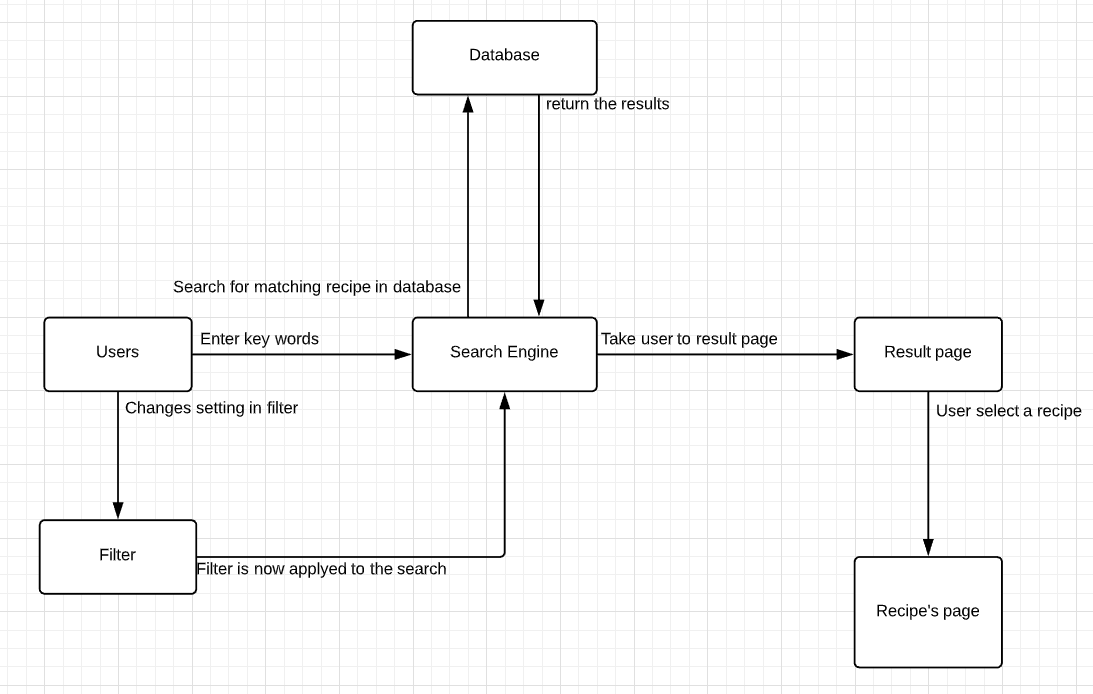 Database
return the results
Search for matching recipe in database
Users
Enter key words
Search Engine
Take user to result page
Result page
Changes setting in filter
User select a recipe
Filter
Filter is now applyed to the search
Recipe's page